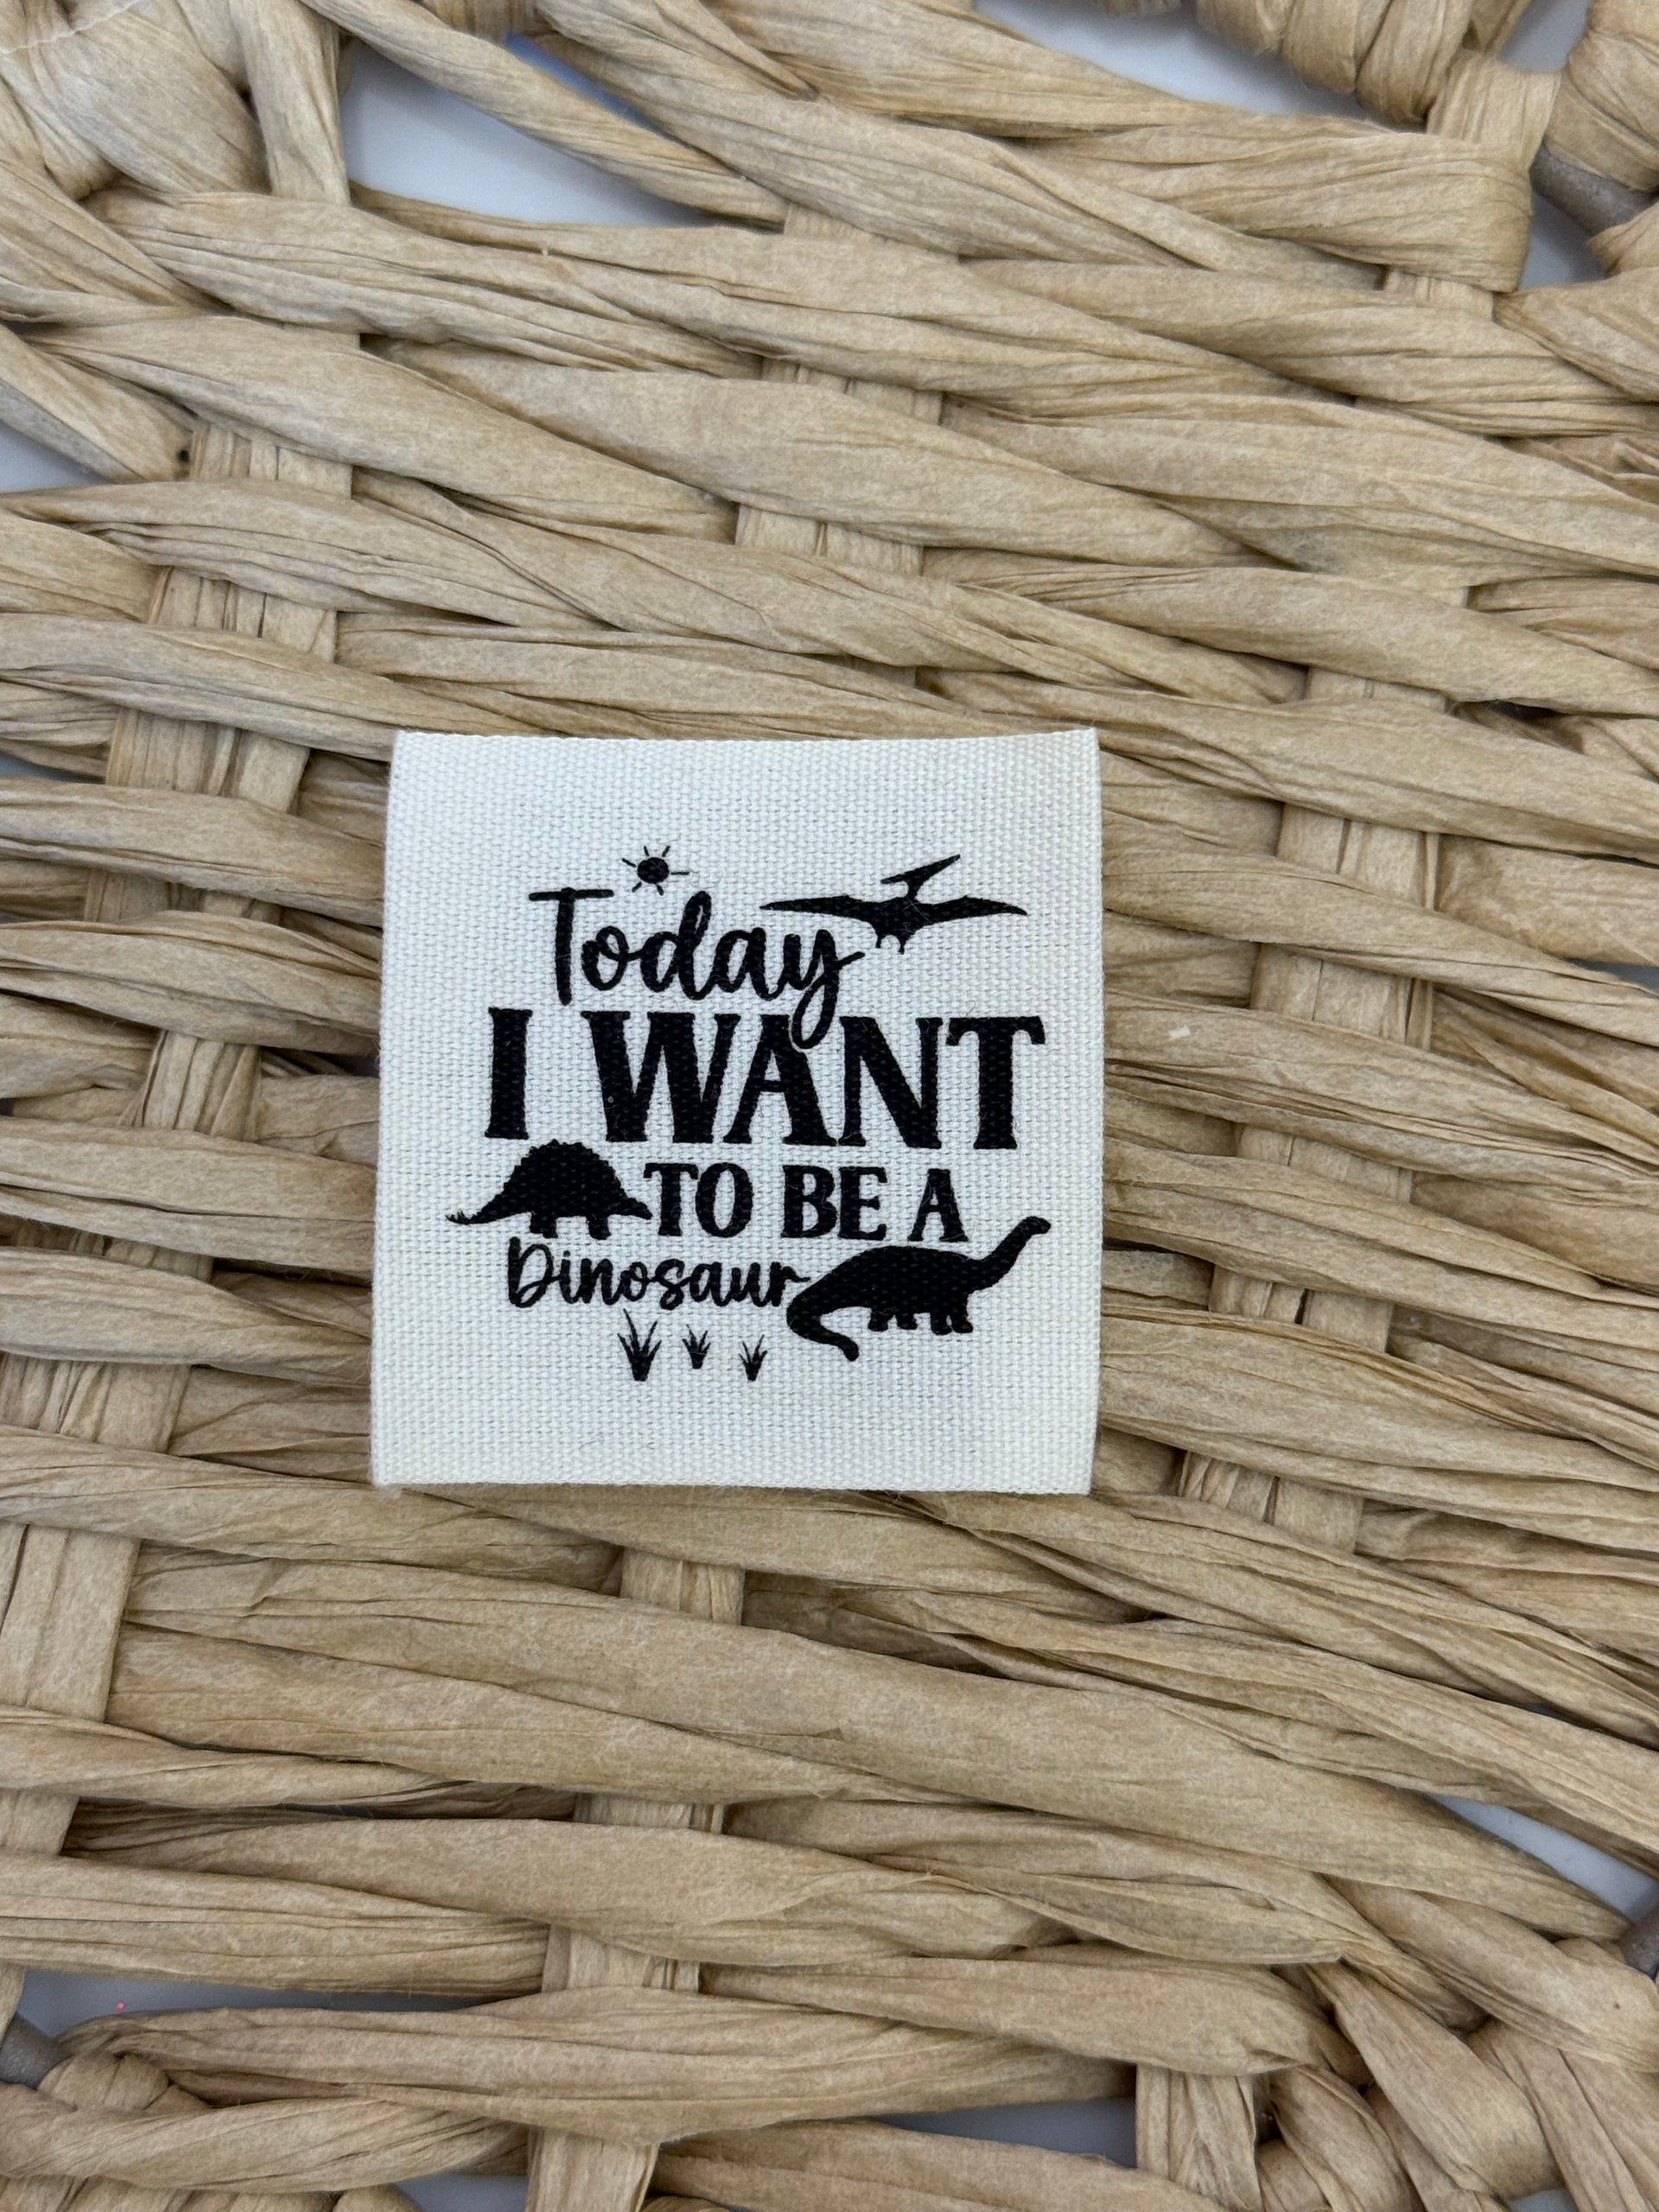 Today
I WANT
TO BE A
Dinosaur